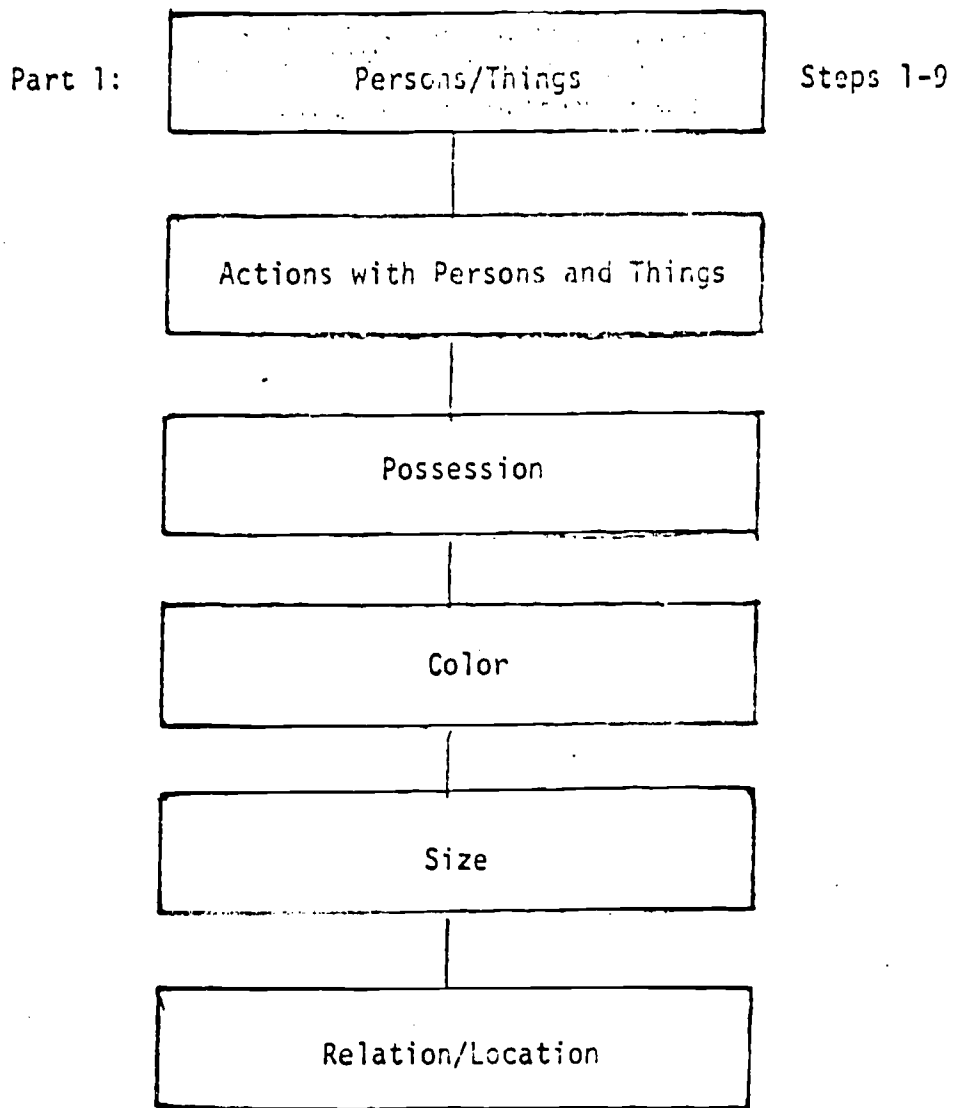 Part 1: Persons/Things Steps 1-9
Actions with Persons and Things
Possession
Color
Size
Relation/Location